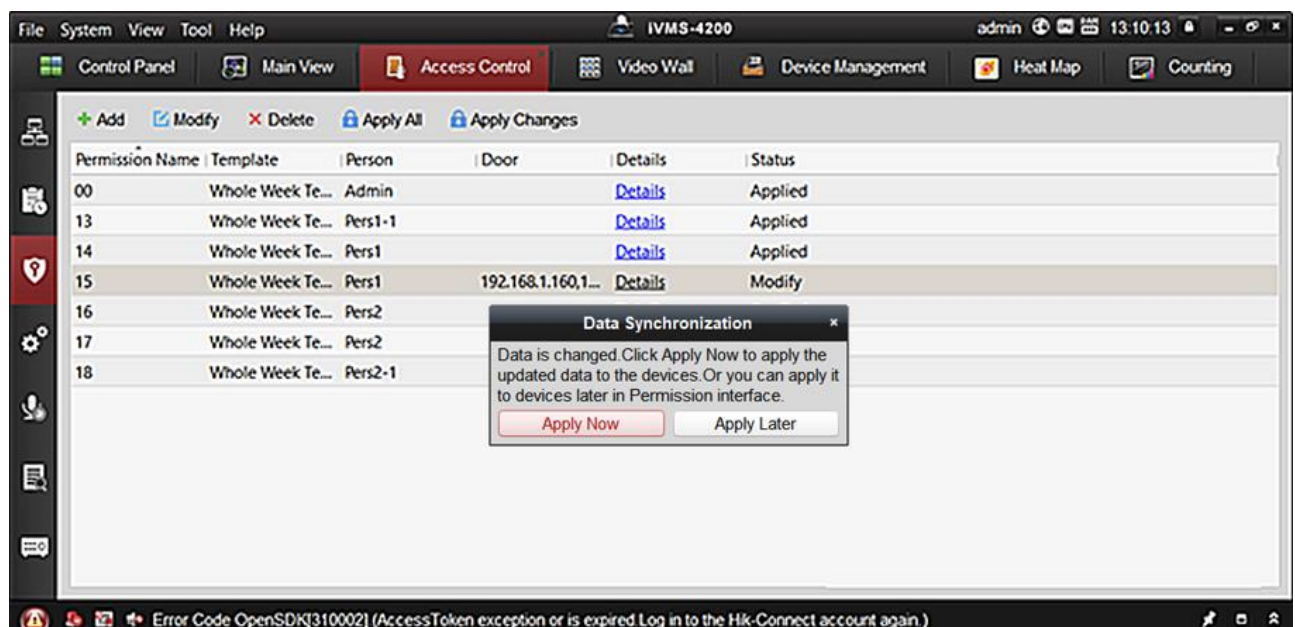 File System View Tool Help iVMS-4200 admin 13:10:13
Control Panel Main View Access Control Video Wall Device Management Heat Map Counting
Add Modify Delete Apply All Apply Changes
Permission Name Template Person Door Details Status
00 Whole Week Te... Admin Details Applied
13 Whole Week Te... Pers1-1 Details Applied
14 Whole Week Te... Pers1 Details Applied
15 Whole Week Te... Pers1 192.168.1.160,1... Details Modify
16 Whole Week Te... Pers2
17 Whole Week Te... Pers2
18 Whole Week Te... Pers2-1
Data Synchronization
Data is changed.Click Apply Now to apply the
updated data to the devices.Or you can apply it
to devices later in Permission interface.
Apply Now Apply Later
Error Code OpenSDK[310002] (AccessToken exception or is expired.Log in to the Hik-Connect account again.)